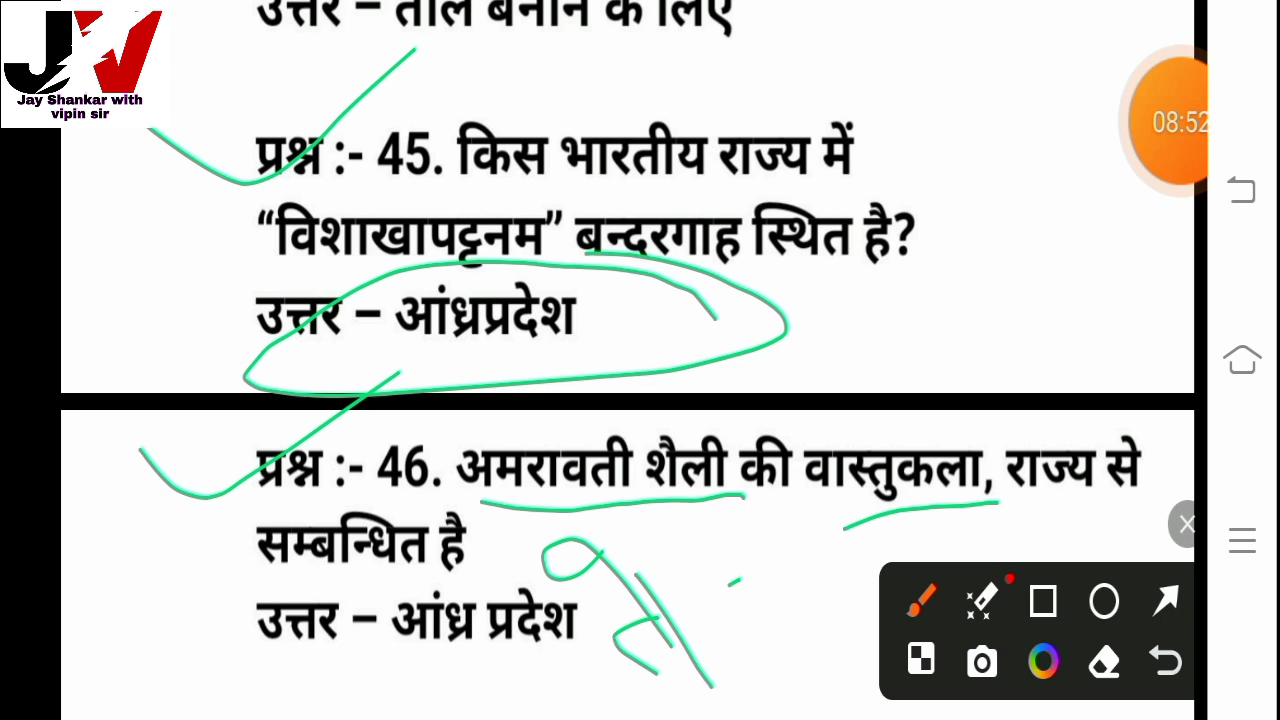 उत्तर – तेल बनाने के लिए
JV
Jay Shankar with
vipin sir
08:52
प्रश्न :- 45. किस भारतीय राज्य में
“विशाखापट्टनम” बन्दरगाह स्थित है?
उत्तर – आंध्रप्रदेश
प्रश्न :- 46. अमरावती शैली की वास्तुकला, राज्य से
सम्बन्धित है
उत्तर – आंध्र प्रदेश